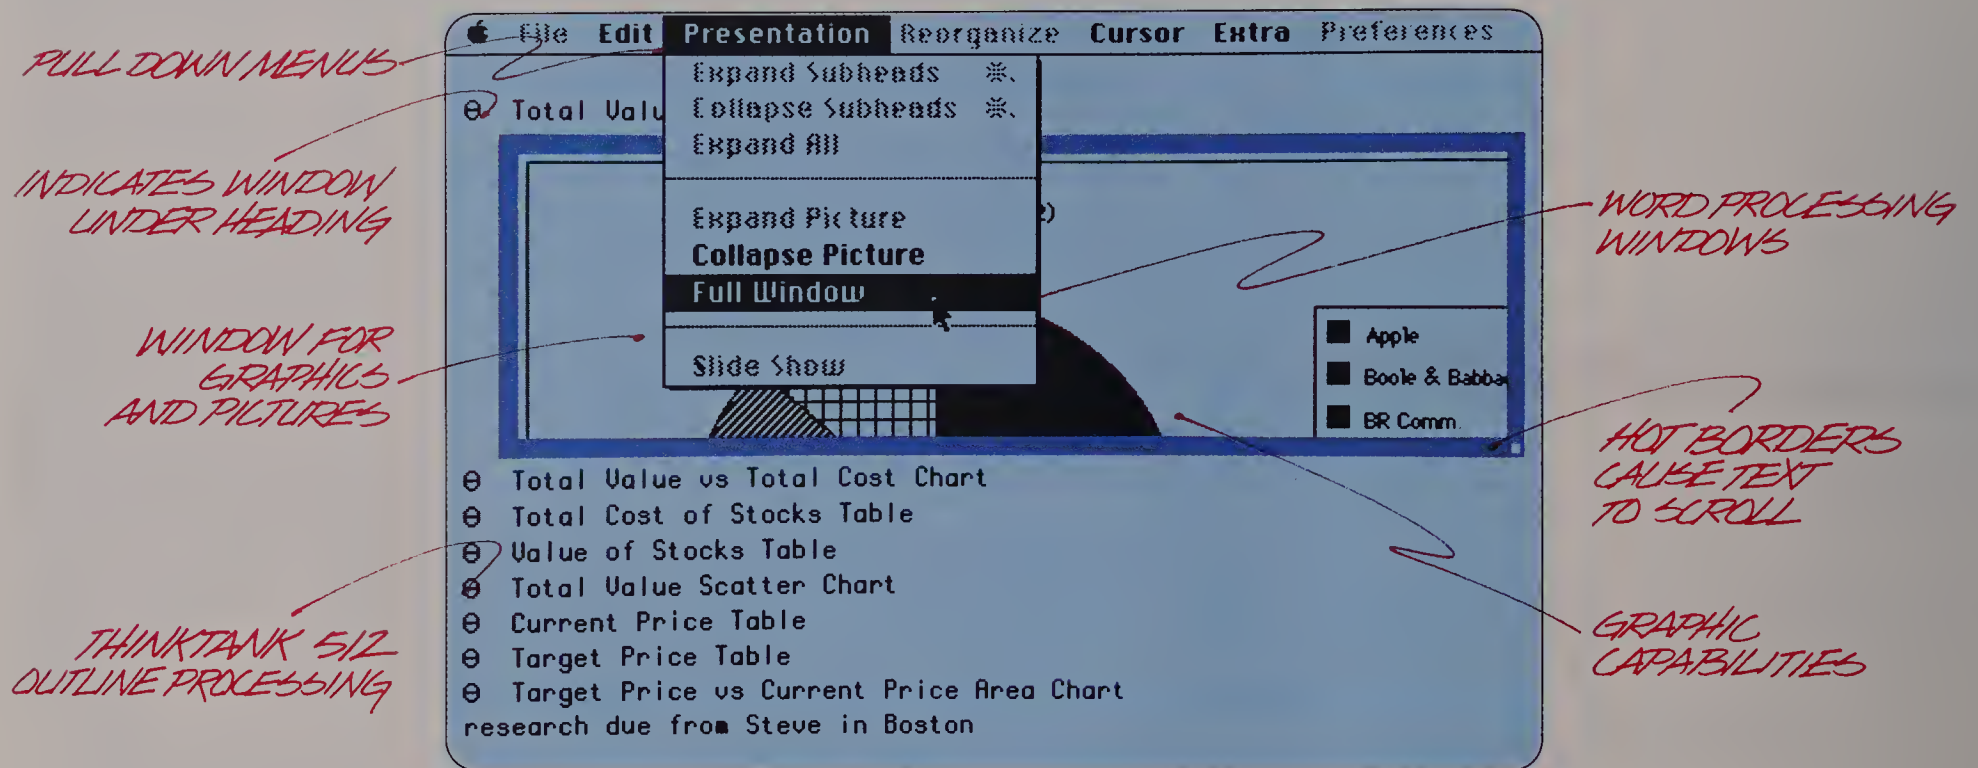 PULL DOWN MENUS
INDICATES WINDOW
UNDER HEADING
WINDOW FOR
GRAPHICS
AND PICTURES
THINKTANK 512
OUTLINE PROCESSING
File Edit Presentation Reorganize Cursor Extra Preferences
Expand Subheads
Collapse Subheads
Expand All
Expand Picture
Collapse Picture
Full Window
Slide Show
Total Valu
2)
Apple
Boole & Babba
BR Comm.
Total Value vs Total Cost Chart
Total Cost of Stocks Table
Value of Stocks Table
Total Value Scatter Chart
Current Price Table
Target Price Table
Target Price vs Current Price Area Chart
research due from Steve in Boston
WORD PROCESSING
WINDOWS
HOT BORDERS
CAUSE TEXT
TO SCROLL
GRAPHIC
CAPABILITIES